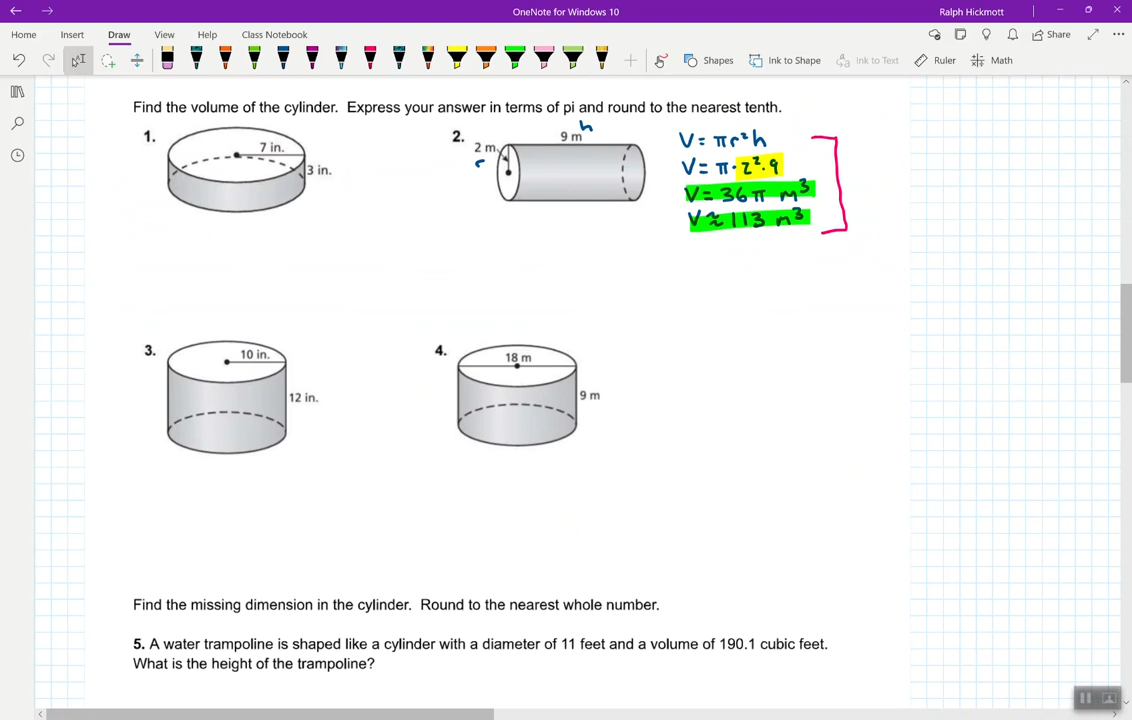 OneNote for Windows 10
Ralph Hickmott
Home Insert Draw View Help Class Notebook
Share
Shapes Ink to Shape Ink to Text Ruler Math
Find the volume of the cylinder. Express your answer in terms of pi and round to the nearest tenth.
1.
7 in.
3 in.
2.
2 m
r
9 m
h
V = πr²h
V = π·2²·9
V = 36π m³
V ≈ 113 m³
3.
10 in.
12 in.
4.
18 m
9 m
Find the missing dimension in the cylinder. Round to the nearest whole number.
5. A water trampoline is shaped like a cylinder with a diameter of 11 feet and a volume of 190.1 cubic feet.
What is the height of the trampoline?